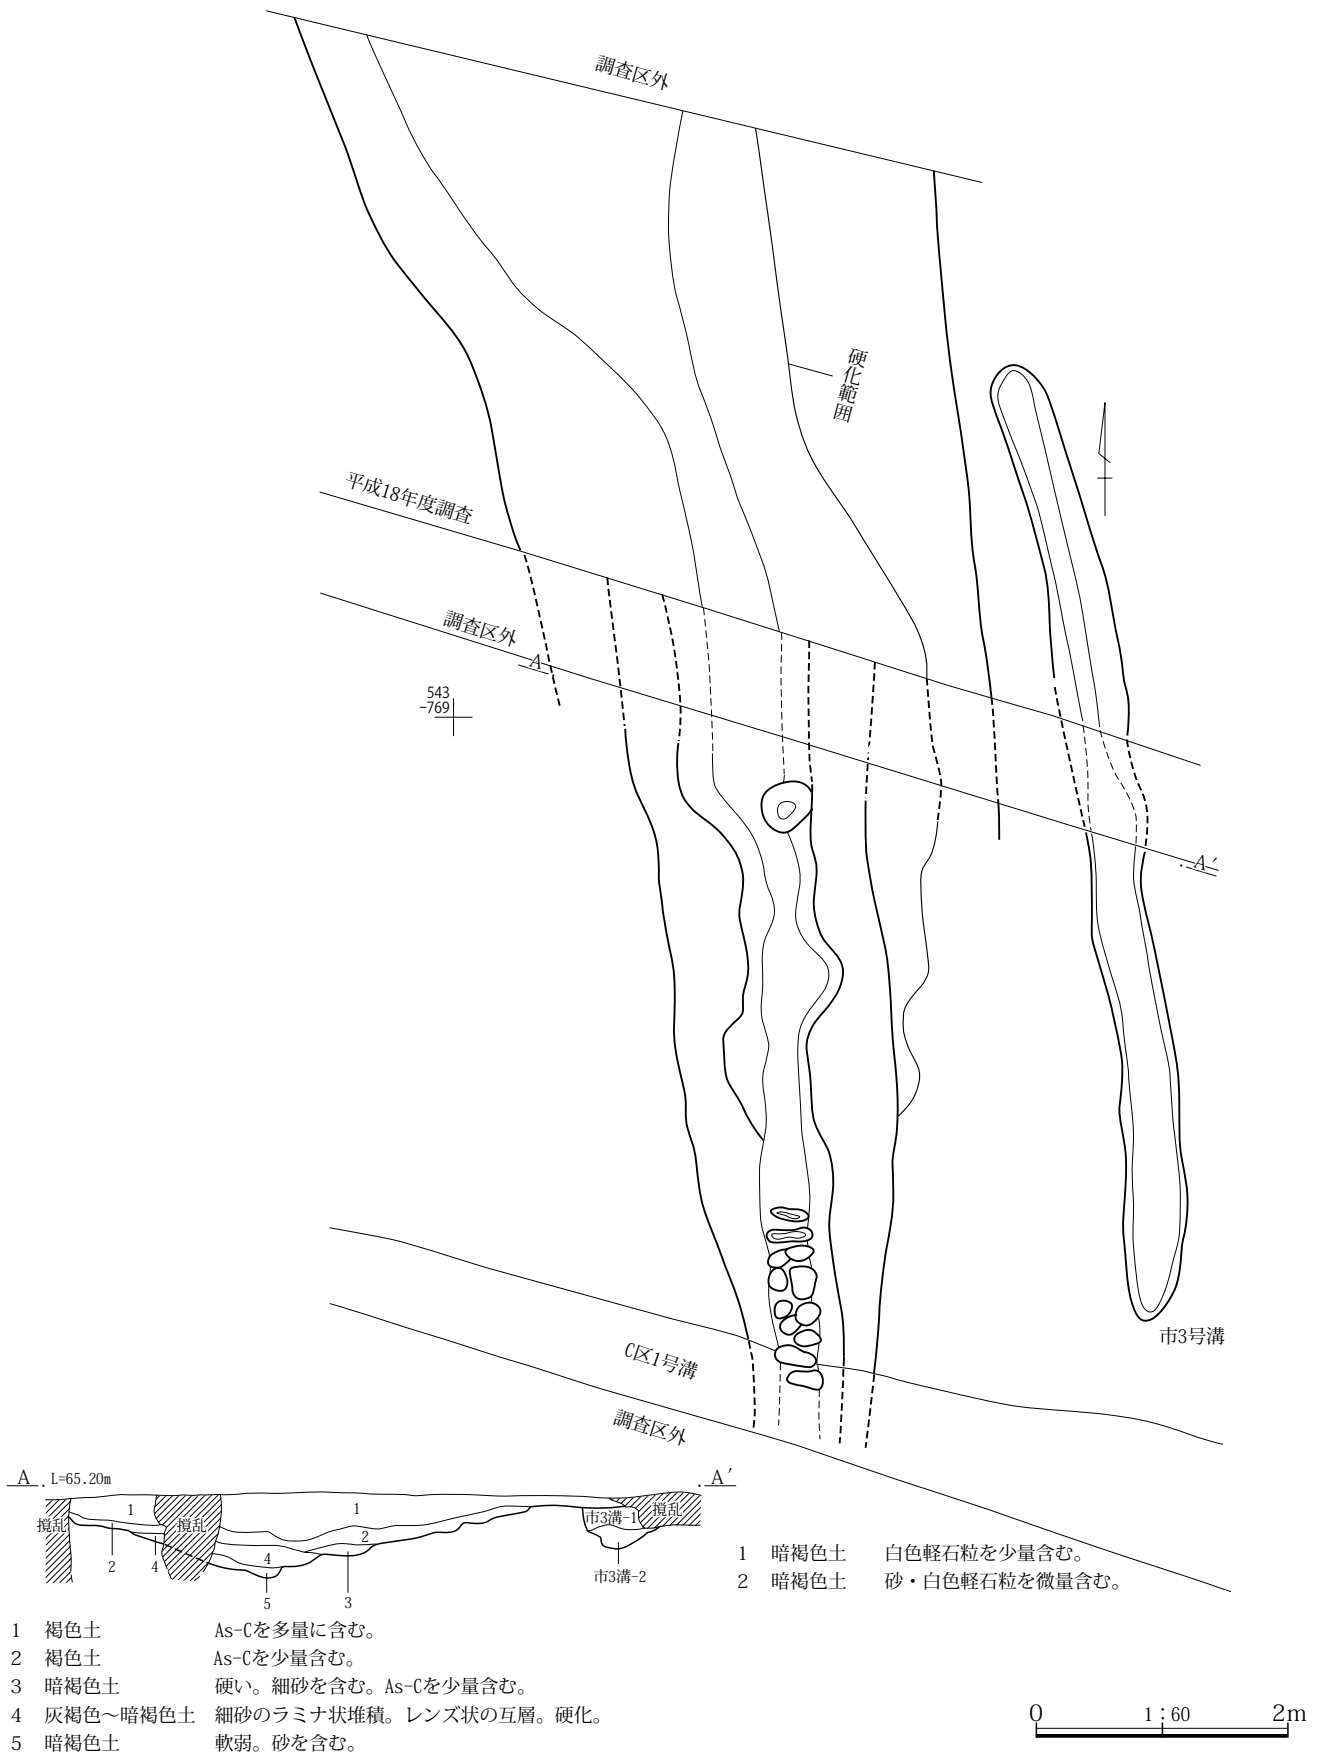 調査区外
硬化範囲
平成18年度調査
調査区外
A
543
-769
A′
市3号溝
C区1号溝
調査区外
A L=65.20m A′
1 1 市3溝-1 撹乱
撹乱 撹乱 2
2 4 4
5 3 市3溝-2
1 暗褐色土 白色軽石粒を少量含む。
2 暗褐色土 砂・白色軽石粒を微量含む。
1 褐色土 As-Cを多量に含む。
2 褐色土 As-Cを少量含む。
3 暗褐色土 硬い。細砂を含む。As-Cを少量含む。
4 灰褐色〜暗褐色土 細砂のラミナ状堆積。レンズ状の互層。硬化。
5 暗褐色土 軟弱。砂を含む。
0 1:60 2m